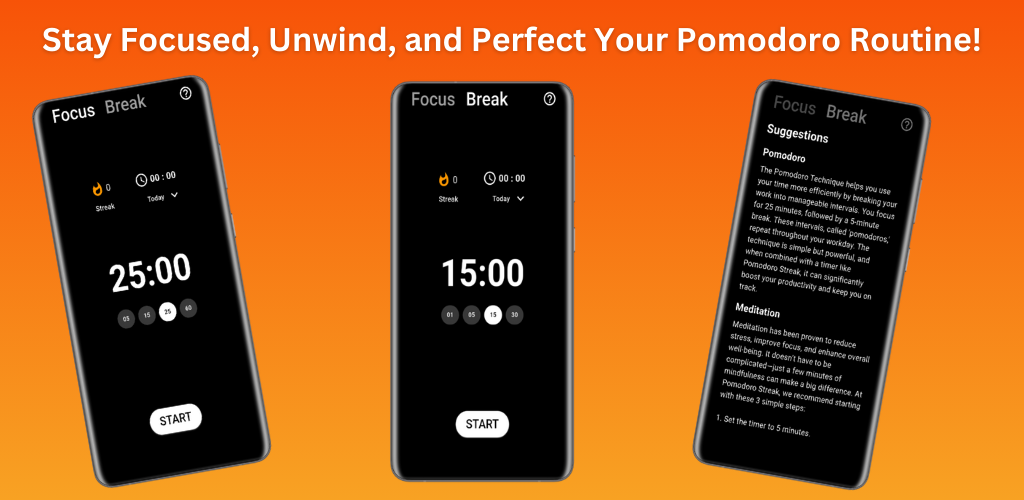 Stay Focused, Unwind, and Perfect Your Pomodoro Routine!
Focus Break
0 00 : 00
Streak Today
25:00
05 15 25 60
START
Focus Break
0 00 : 00
Streak Today
15:00
01 05 15 30
START
Focus Break
Suggestions
Pomodoro
The Pomodoro Technique helps you use
your time more efficiently by breaking your
work into manageable intervals. You focus
for 25 minutes, followed by a 5-minute
break. These intervals, called 'pomodoros,'
repeat throughout your workday. The
technique is simple but powerful, and
when combined with a timer like
Pomodoro Streak, it can significantly
boost your productivity and keep you on
track.
Meditation
Meditation has been proven to reduce
stress, improve focus, and enhance overall
well-being. It doesn't have to be
complicated—just a few minutes of
mindfulness can make a big difference. At
Pomodoro Streak, we recommend starting
with these 3 simple steps:
1. Set the timer to 5 minutes.